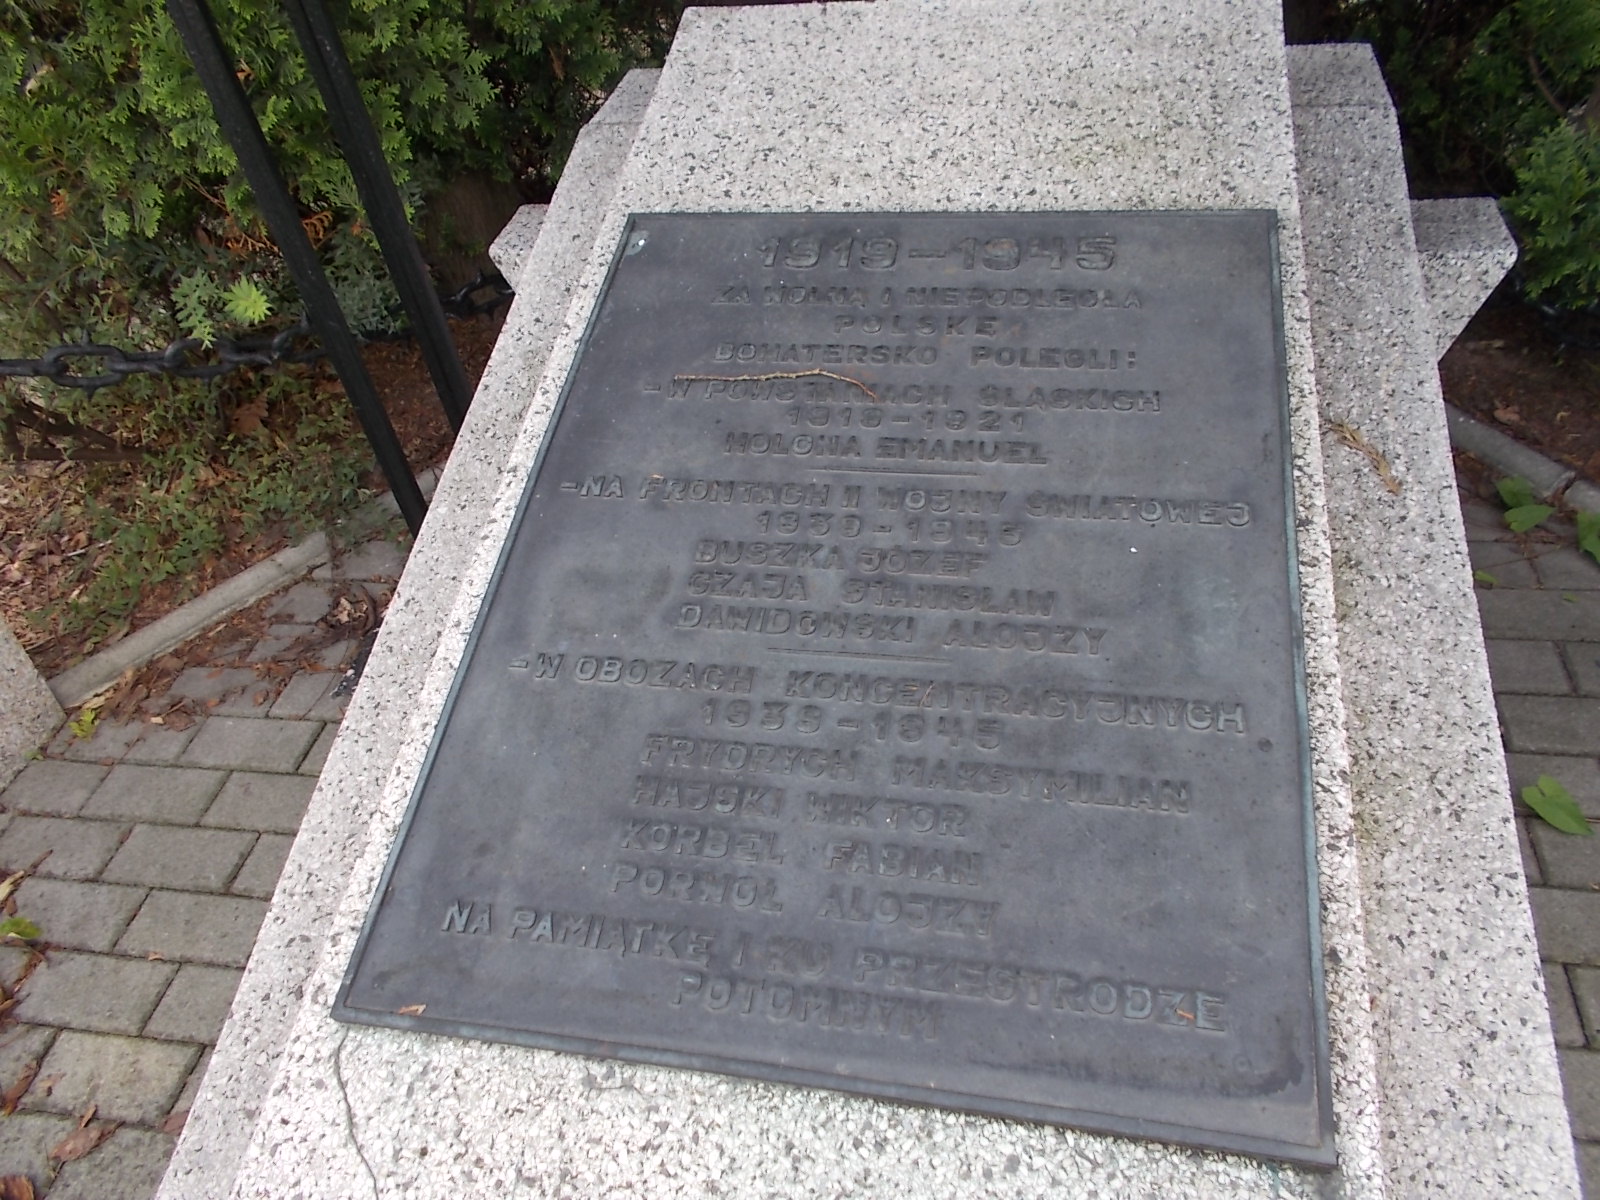 1919-1945
ZA WOLNĄ I NIEPODLEGŁĄ
POLSKĘ
BOHATERSKO POLEGLI:
-W POWSTANIACH ŚLĄSKICH
1919-1921
HOLONA EMANUEL
-NA FRONTACH II WOJNY ŚWIATOWEJ
1939-1945
BUSZKA JÓZEF
CZAJA STANISŁAW
DAWIDOWSKI ALOJZY
-W OBOZACH KONCENTRACYJNYCH
1939-1945
FRYDRYCH MAKSYMILIAN
HAJSKI WIKTOR
KORBEL FABIAN
PORWOŁ ALOJZY
NA PAMIĄTKĘ I KU PRZESTRODZE
POTOMNYM